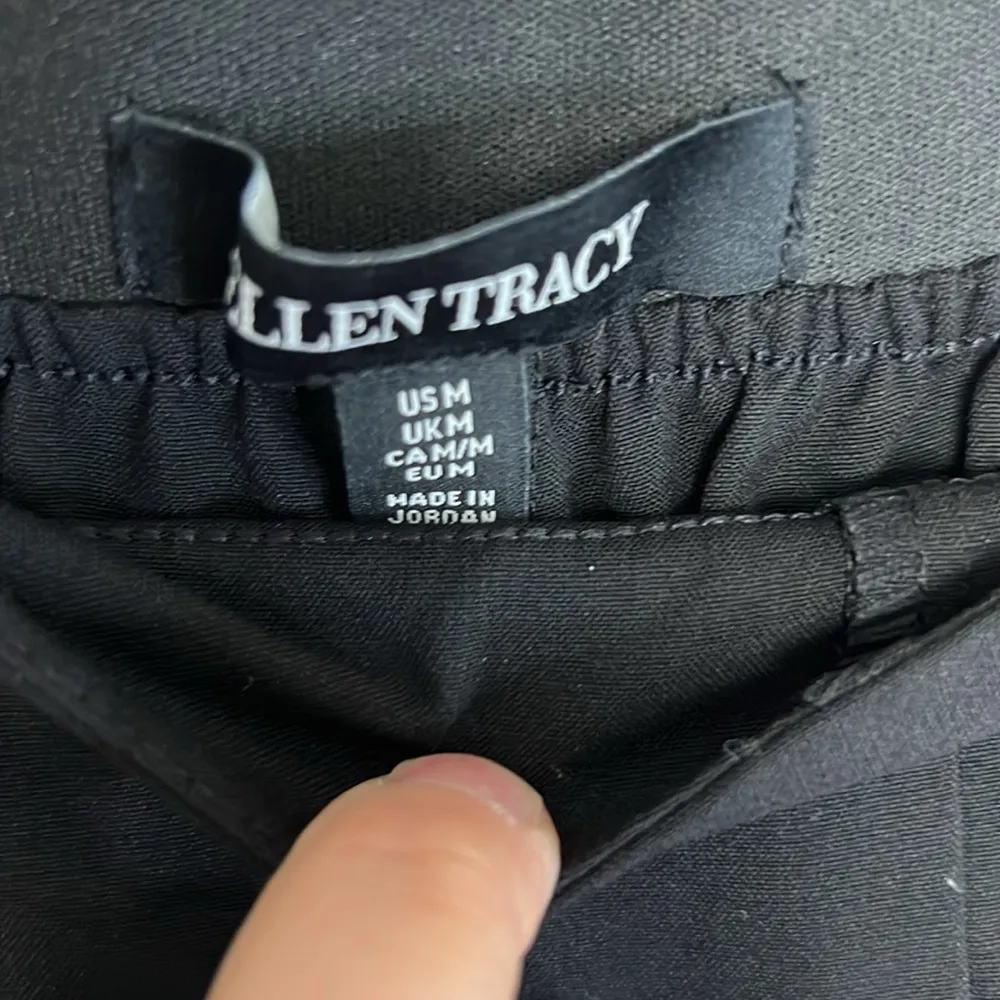 ELLEN TRACY
US M
UK M
CA M/M
EU M
MADE IN
JORDAN